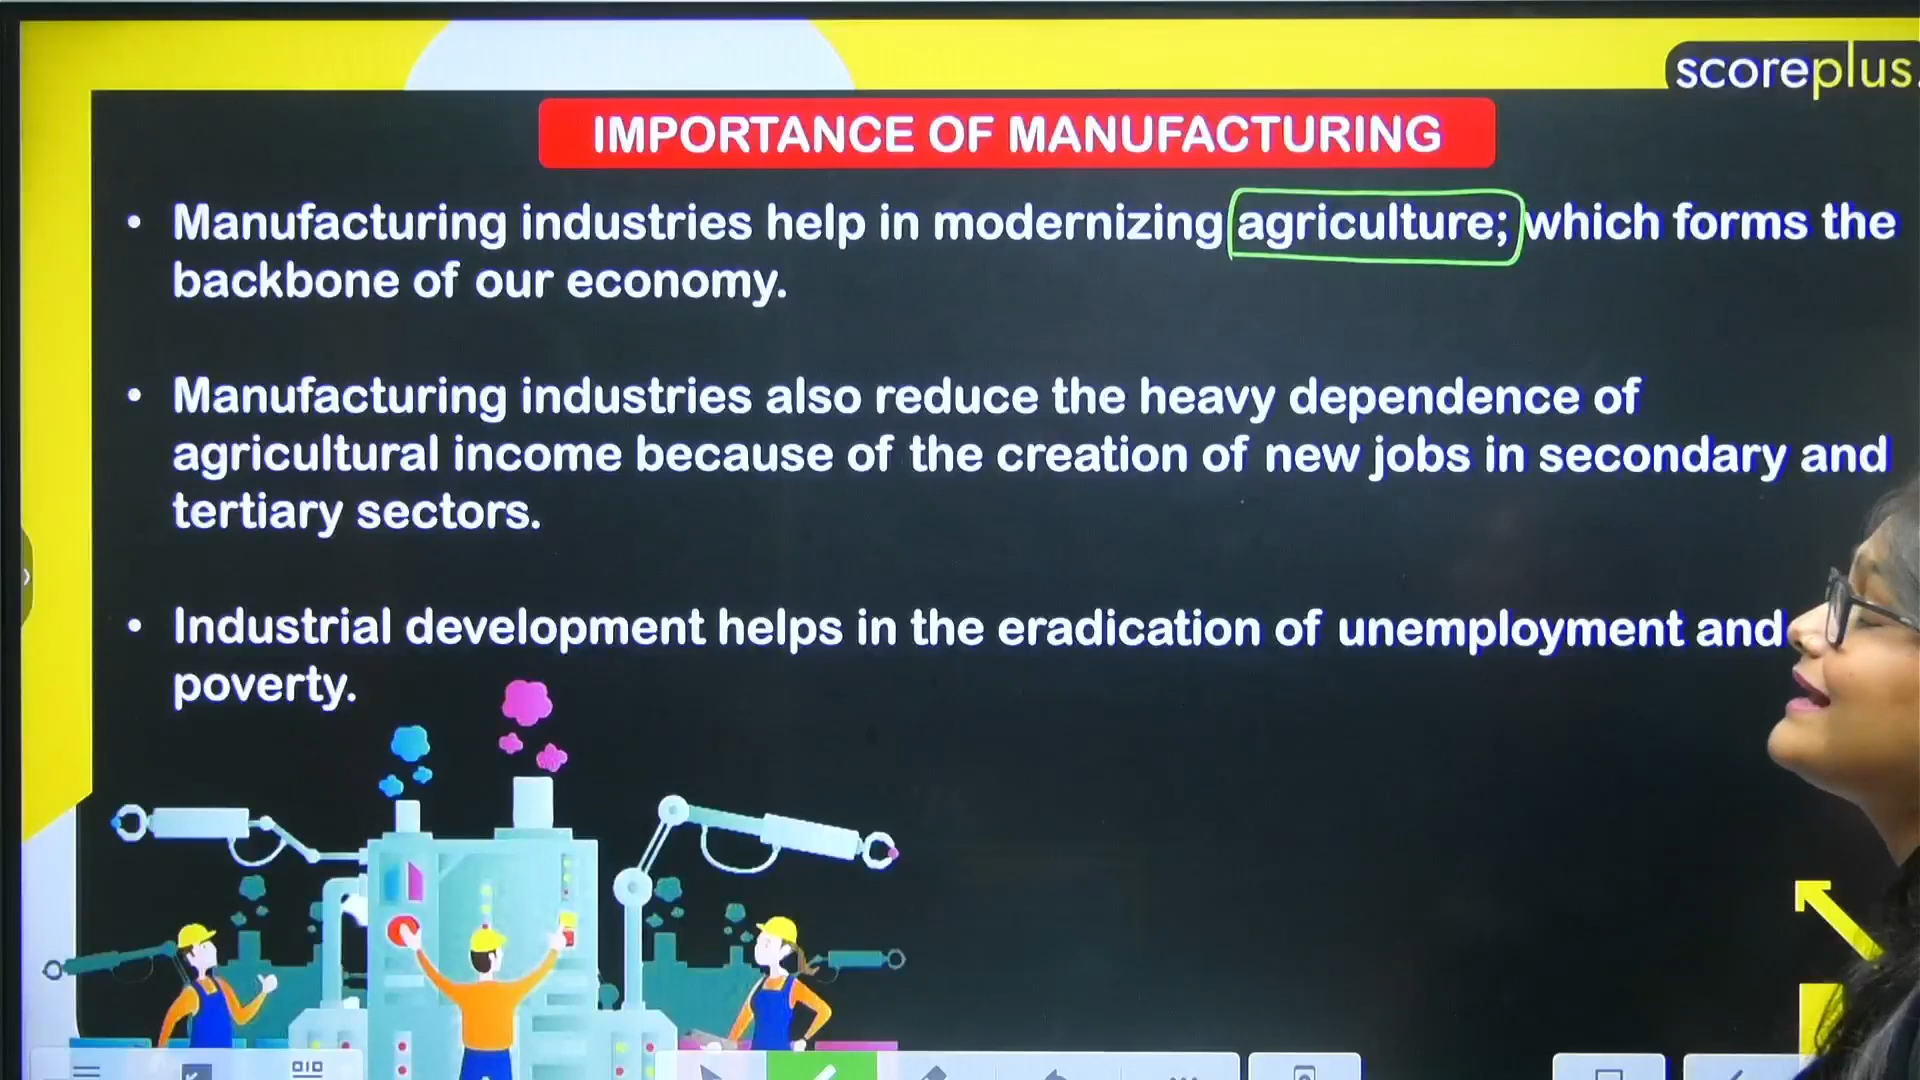 scoreplus.
IMPORTANCE OF MANUFACTURING
• Manufacturing industries help in modernizing agriculture; which forms the
backbone of our economy.
• Manufacturing industries also reduce the heavy dependence of
agricultural income because of the creation of new jobs in secondary and
tertiary sectors.
• Industrial development helps in the eradication of unemployment and
poverty.